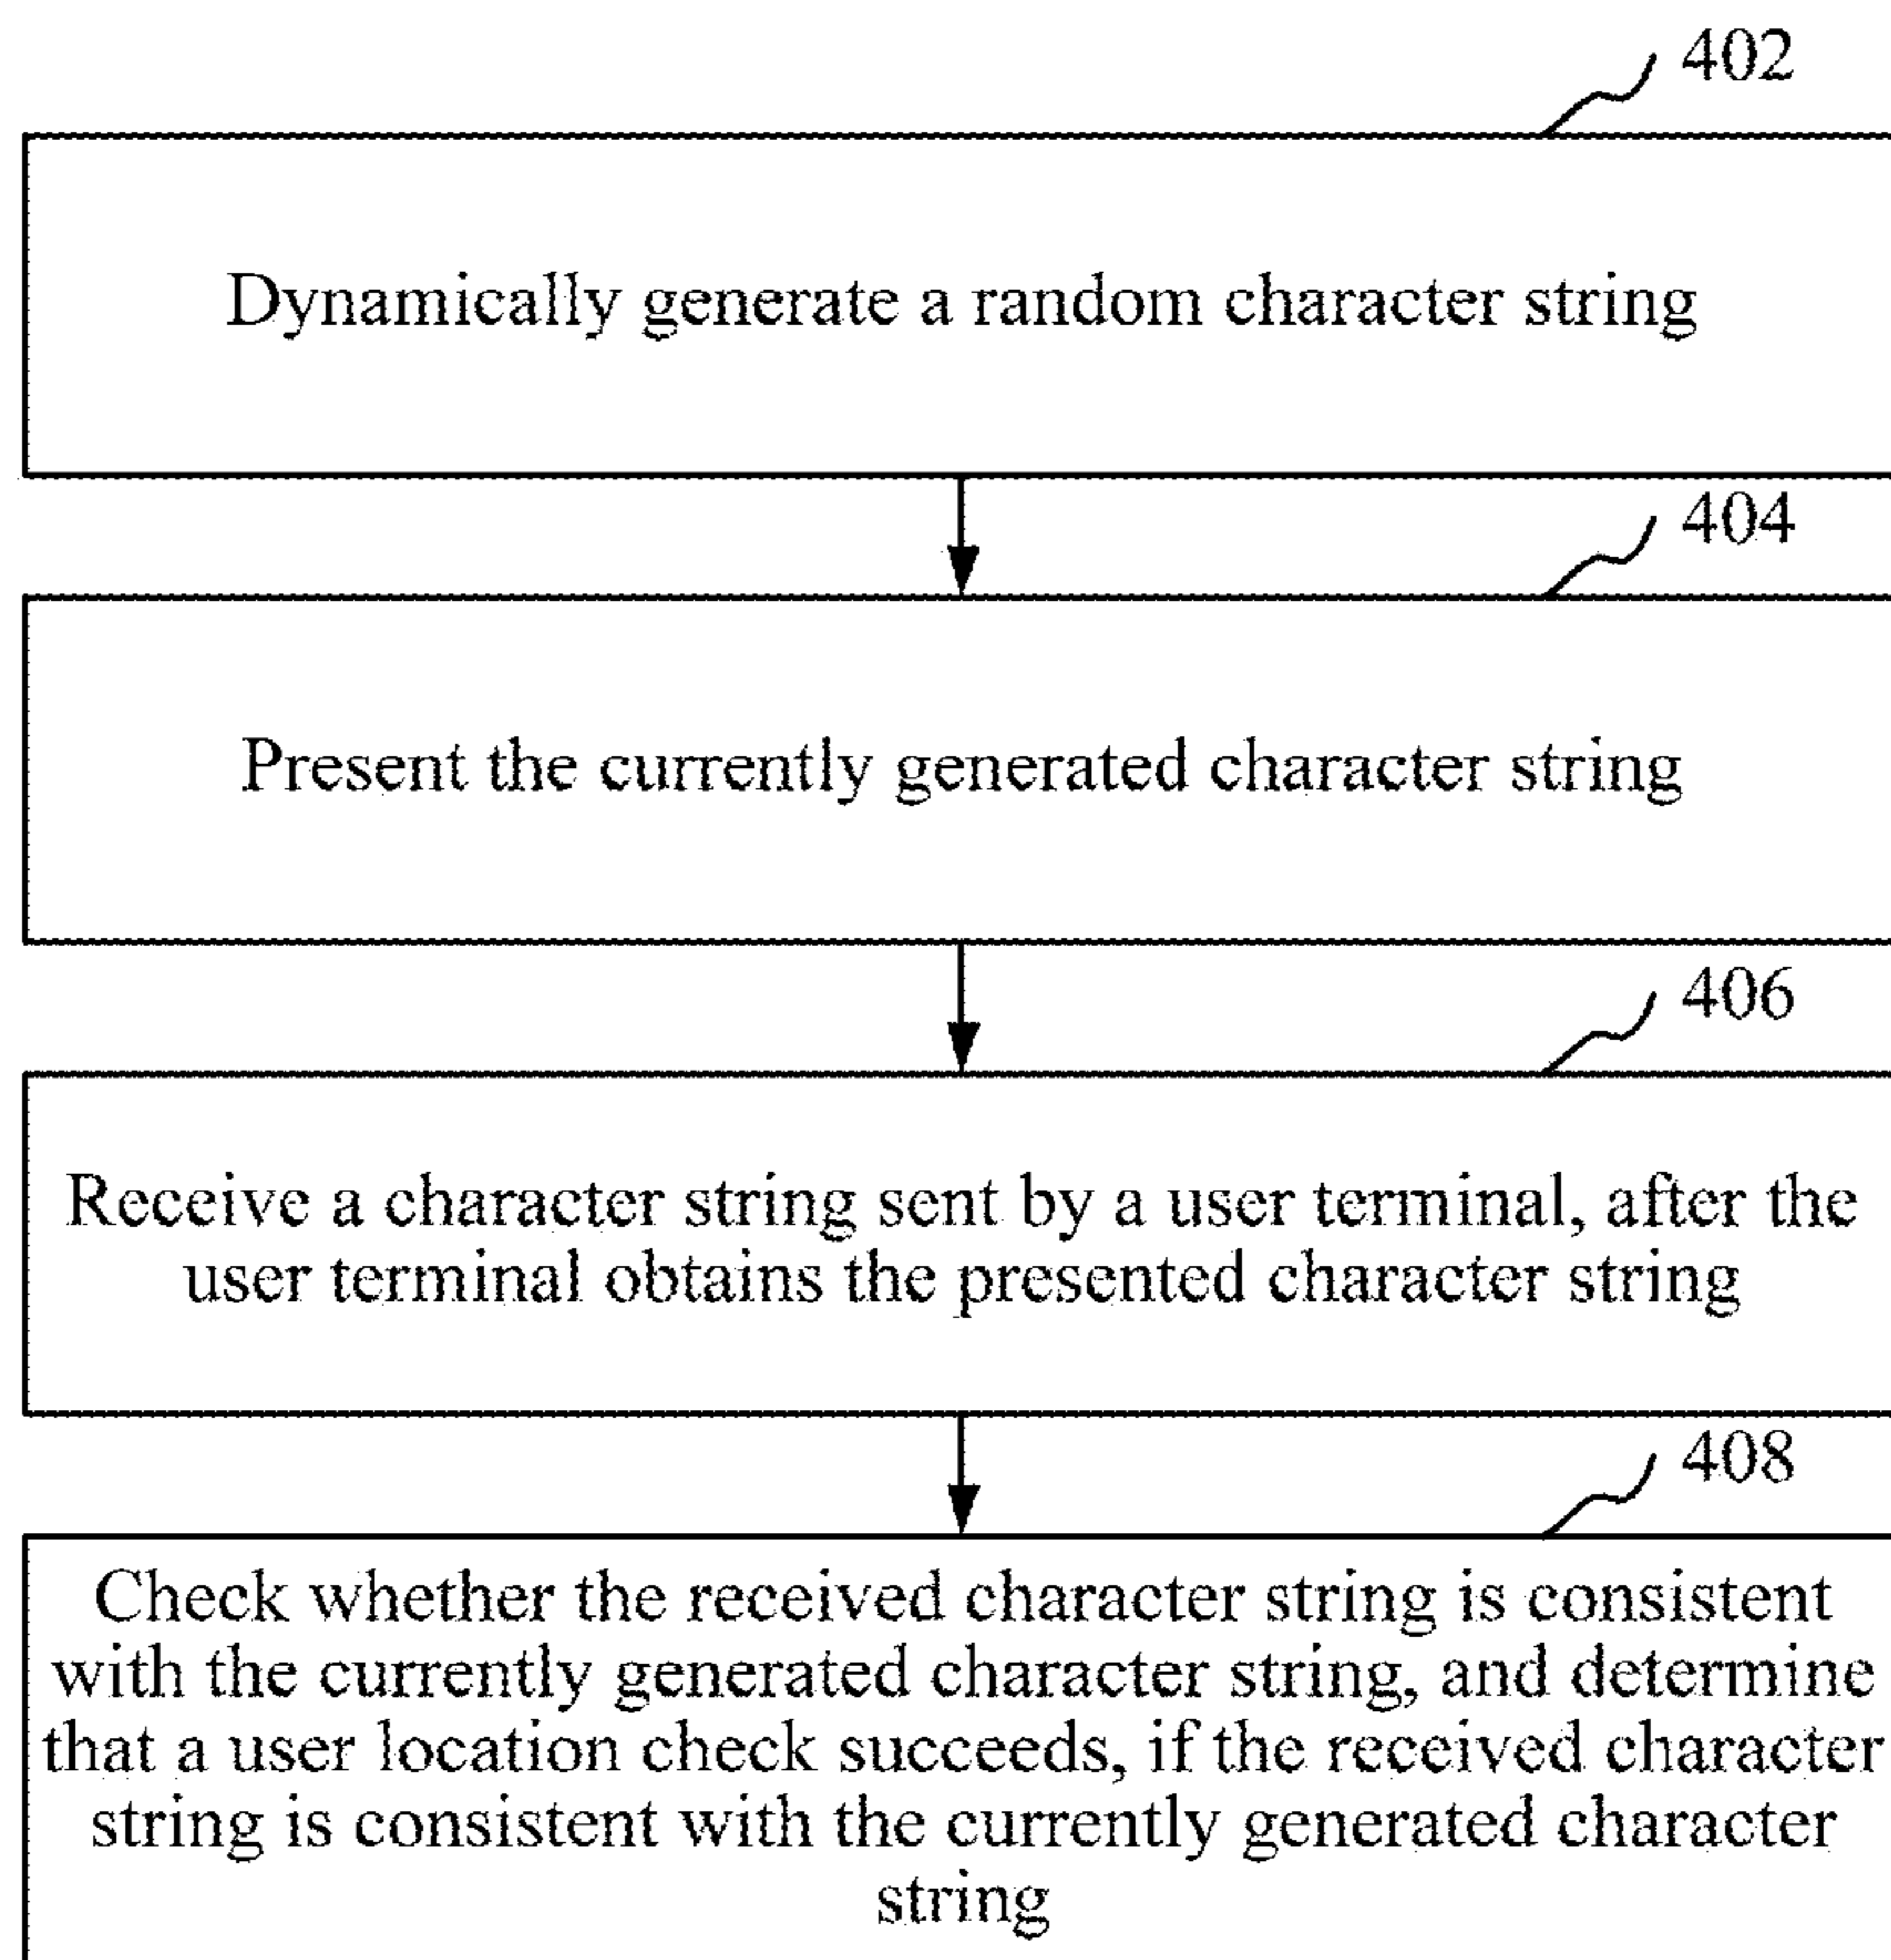 402
Dynamically generate a random character string
404
Present the currently generated character string
406
Receive a character string sent by a user terminal, after the
user terminal obtains the presented character string
408
Check whether the received character string is consistent
with the currently generated character string, and determine
that a user location check succeeds, if the received character
string is consistent with the currently generated character
string